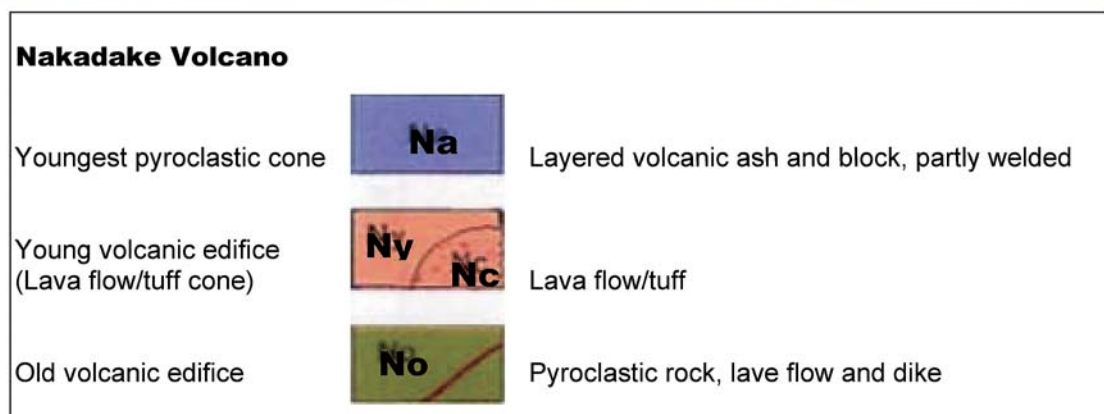 Nakadake Volcano
Youngest pyroclastic cone Na Layered volcanic ash and block, partly welded
Young volcanic edifice
(Lava flow/tuff cone) Ny Nc Lava flow/tuff
Old volcanic edifice No Pyroclastic rock, lave flow and dike